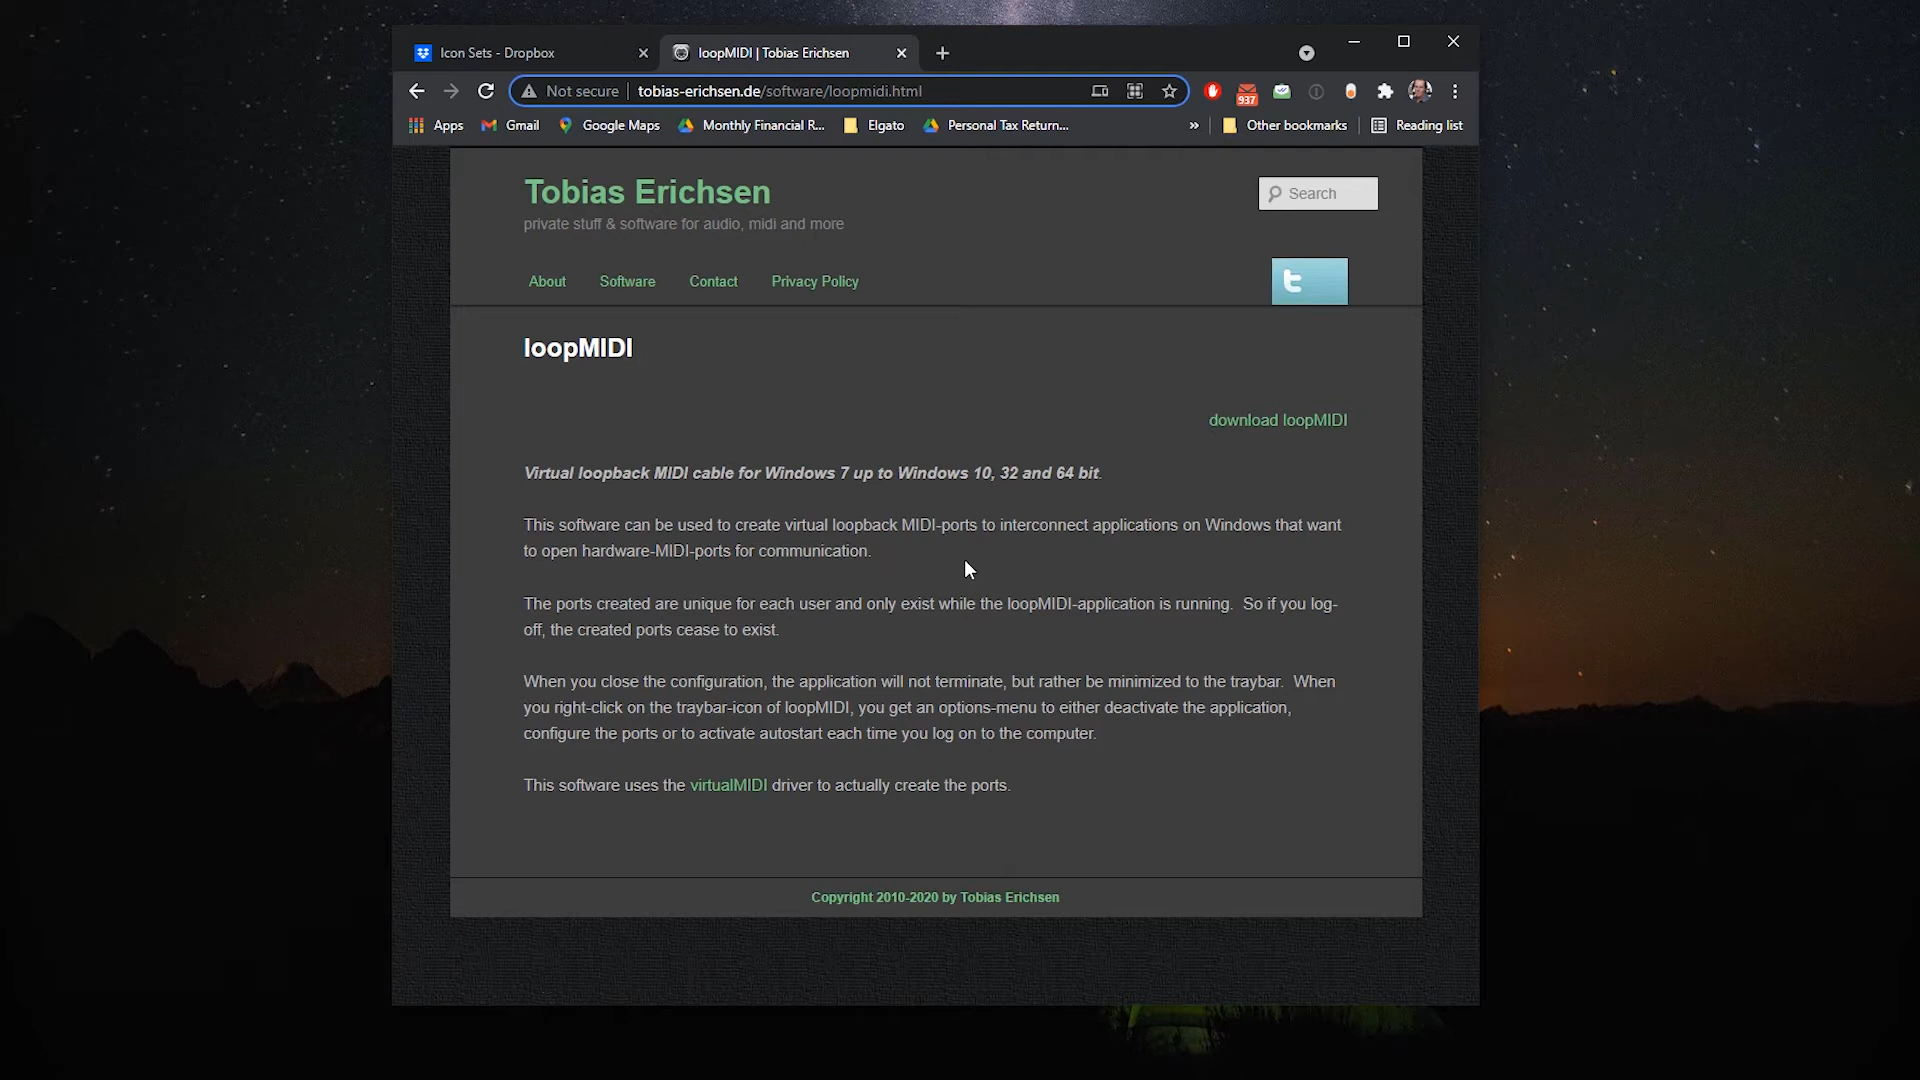 Icon Sets - Dropbox
loopMIDI | Tobias Erichsen
Not secure
tobias-erichsen.de/software/loopmidi.html
937
Apps
Gmail
Google Maps
Monthly Financial R...
Elgato
Personal Tax Return...
»
Other bookmarks
Reading list
Tobias Erichsen
private stuff & software for audio, midi and more
Search
About
Software
Contact
Privacy Policy
loopMIDI
download loopMIDI
Virtual loopback MIDI cable for Windows 7 up to Windows 10, 32 and 64 bit.
This software can be used to create virtual loopback MIDI-ports to interconnect applications on Windows that want
to open hardware-MIDI-ports for communication.
The ports created are unique for each user and only exist while the loopMIDI-application is running.  So if you log-
off, the created ports cease to exist.
When you close the configuration, the application will not terminate, but rather be minimized to the traybar.  When
you right-click on the traybar-icon of loopMIDI, you get an options-menu to either deactivate the application,
configure the ports or to activate autostart each time you log on to the computer.
This software uses the virtualMIDI driver to actually create the ports.
Copyright 2010-2020 by Tobias Erichsen